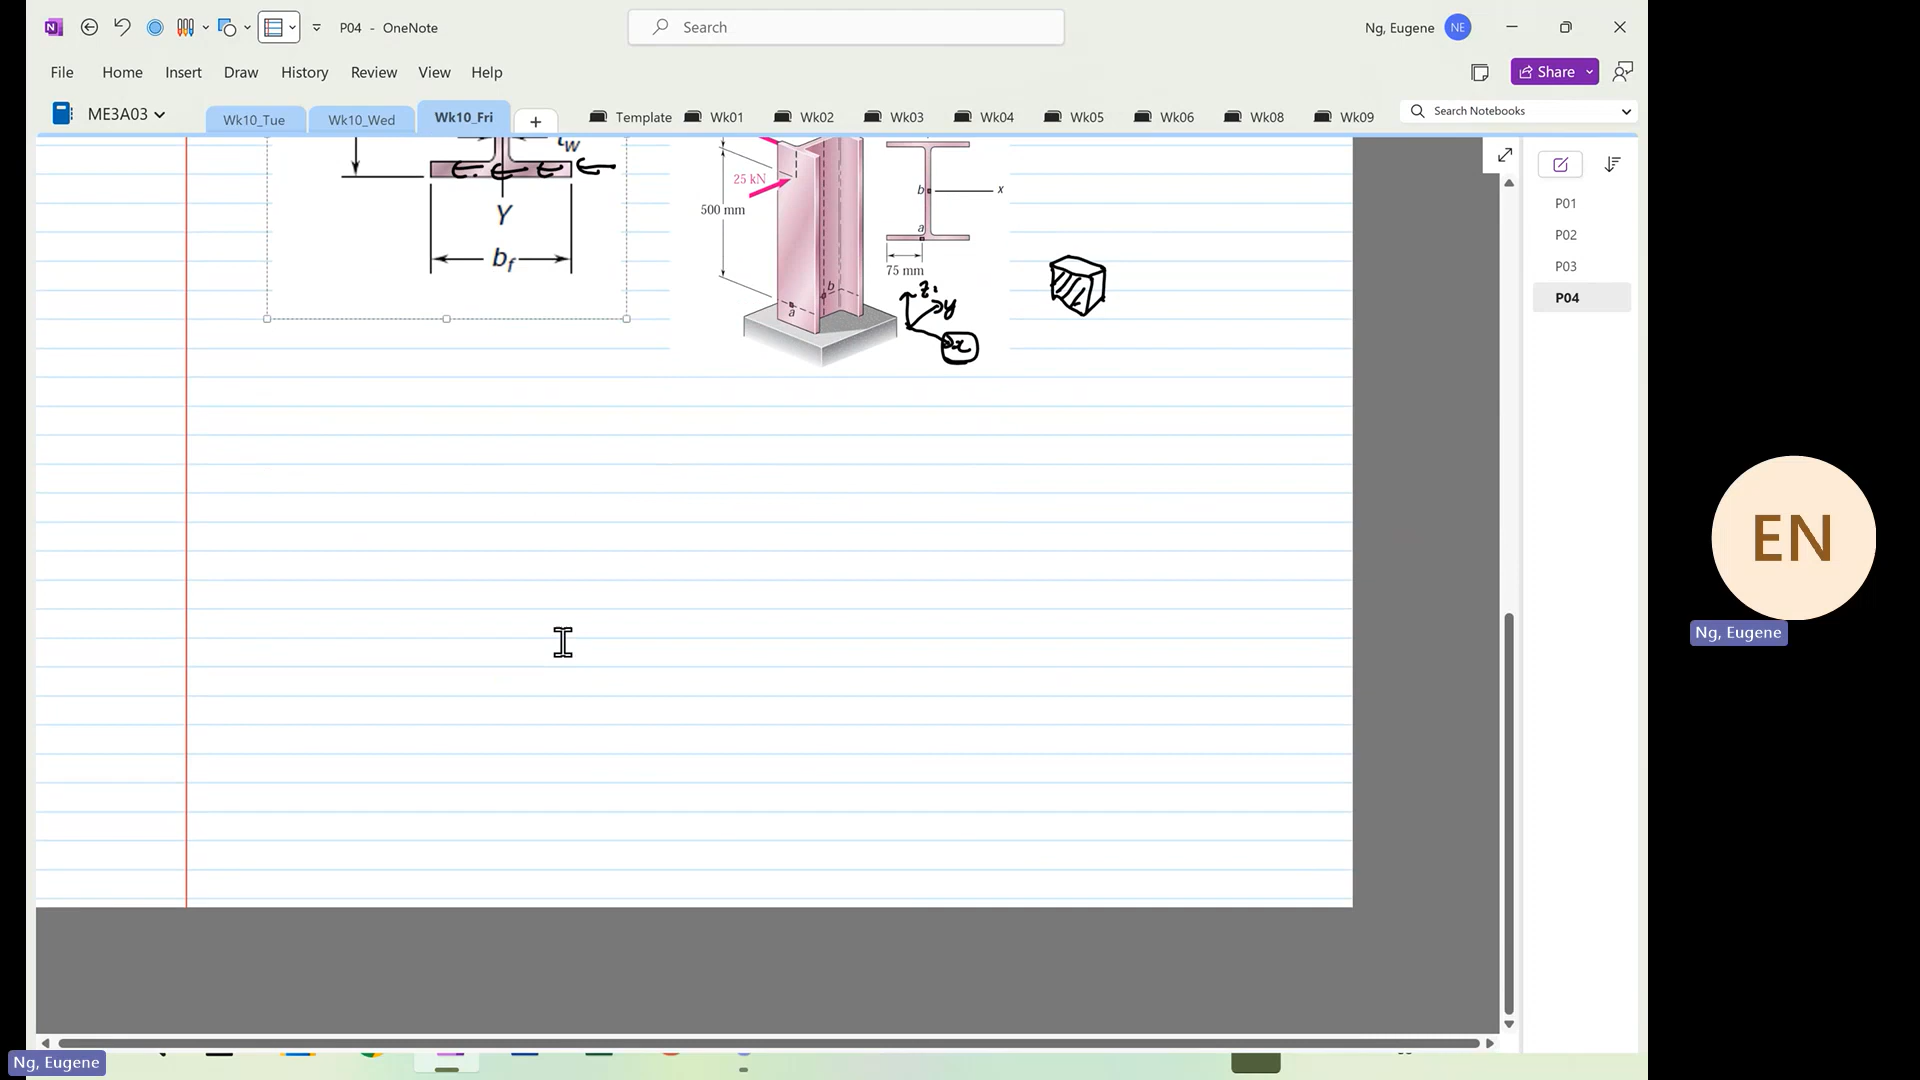 P04 - OneNote
Search
Ng, Eugene
NE
File Home Insert Draw History Review View Help
Share
ME3A03
Wk10_Tue
Wk10_Wed
Wk10_Fri
+
Template
Wk01
Wk02
Wk03
Wk04
Wk05
Wk06
Wk08
Wk09
Search Notebooks
P01
P02
P03
P04
tw
Y
bf
25 kN
500 mm
b
x
a
75 mm
b
a
z
y
x
EN
Ng, Eugene
Ng, Eugene